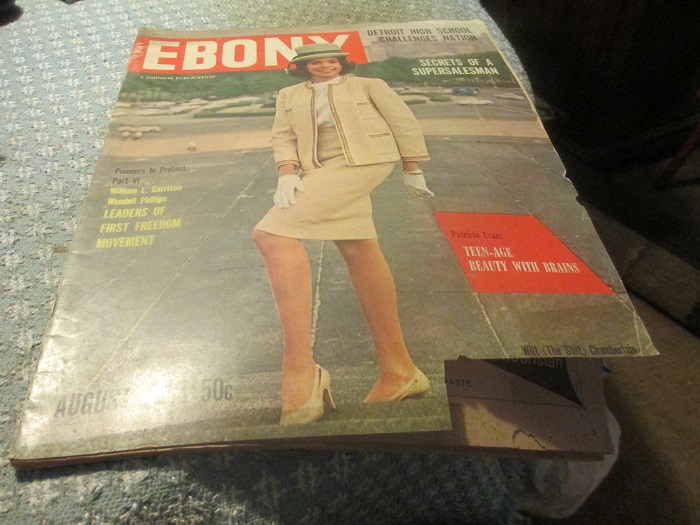 EBONY
A JOHNSON PUBLICATION
DETROIT HIGH SCHOOL
CHALLENGES NATION
SECRETS OF A
SUPERSALESMAN
Pioneers In Protest
Part VI
William L. Garrison
Wendell Phillips
LEADERS OF
FIRST FREEDOM
MOVEMENT
Patricia Evans
TEEN-AGE
BEAUTY WITH BRAINS
Wilt (The Stilt) Chamberlain
AUGUST 50c
PASTE